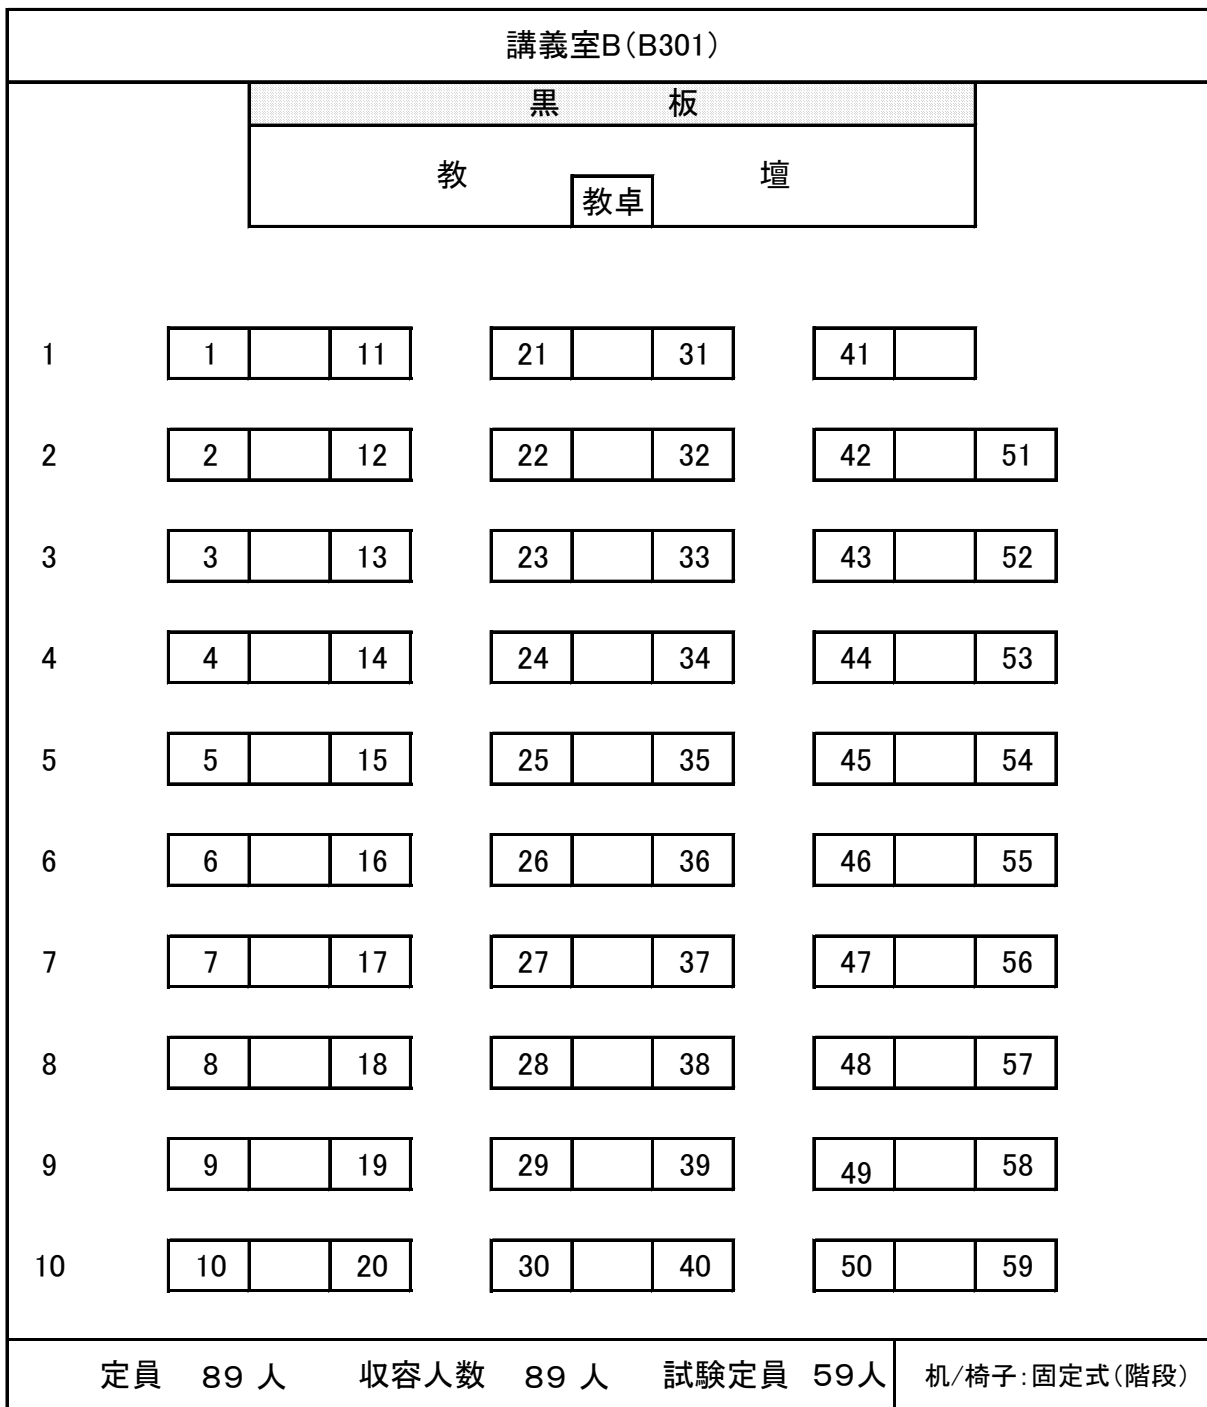 講義室B(B301)
黒 板
教 壇
教卓
1 1 11 21 31 41
2 2 12 22 32 42 51
3 3 13 23 33 43 52
4 4 14 24 34 44 53
5 5 15 25 35 45 54
6 6 16 26 36 46 55
7 7 17 27 37 47 56
8 8 18 28 38 48 57
9 9 19 29 39 49 58
10 10 20 30 40 50 59
定員 89 人 収容人数 89 人 試験定員 59人 机/椅子:固定式(階段)